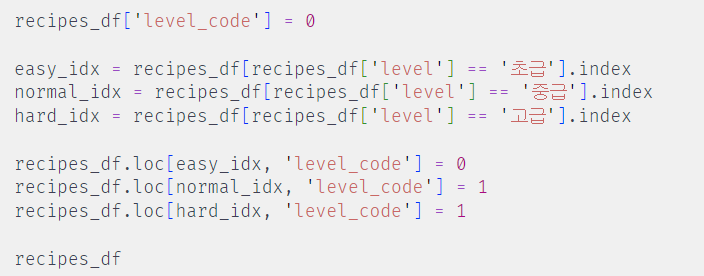 recipes_df['level_code'] = 0
easy_idx = recipes_df[recipes_df['level'] == '초급'].index
normal_idx = recipes_df[recipes_df['level'] == '중급'].index
hard_idx = recipes_df[recipes_df['level'] == '고급'].index
recipes_df.loc[easy_idx, 'level_code'] = 0
recipes_df.loc[normal_idx, 'level_code'] = 1
recipes_df.loc[hard_idx, 'level_code'] = 1
recipes_df